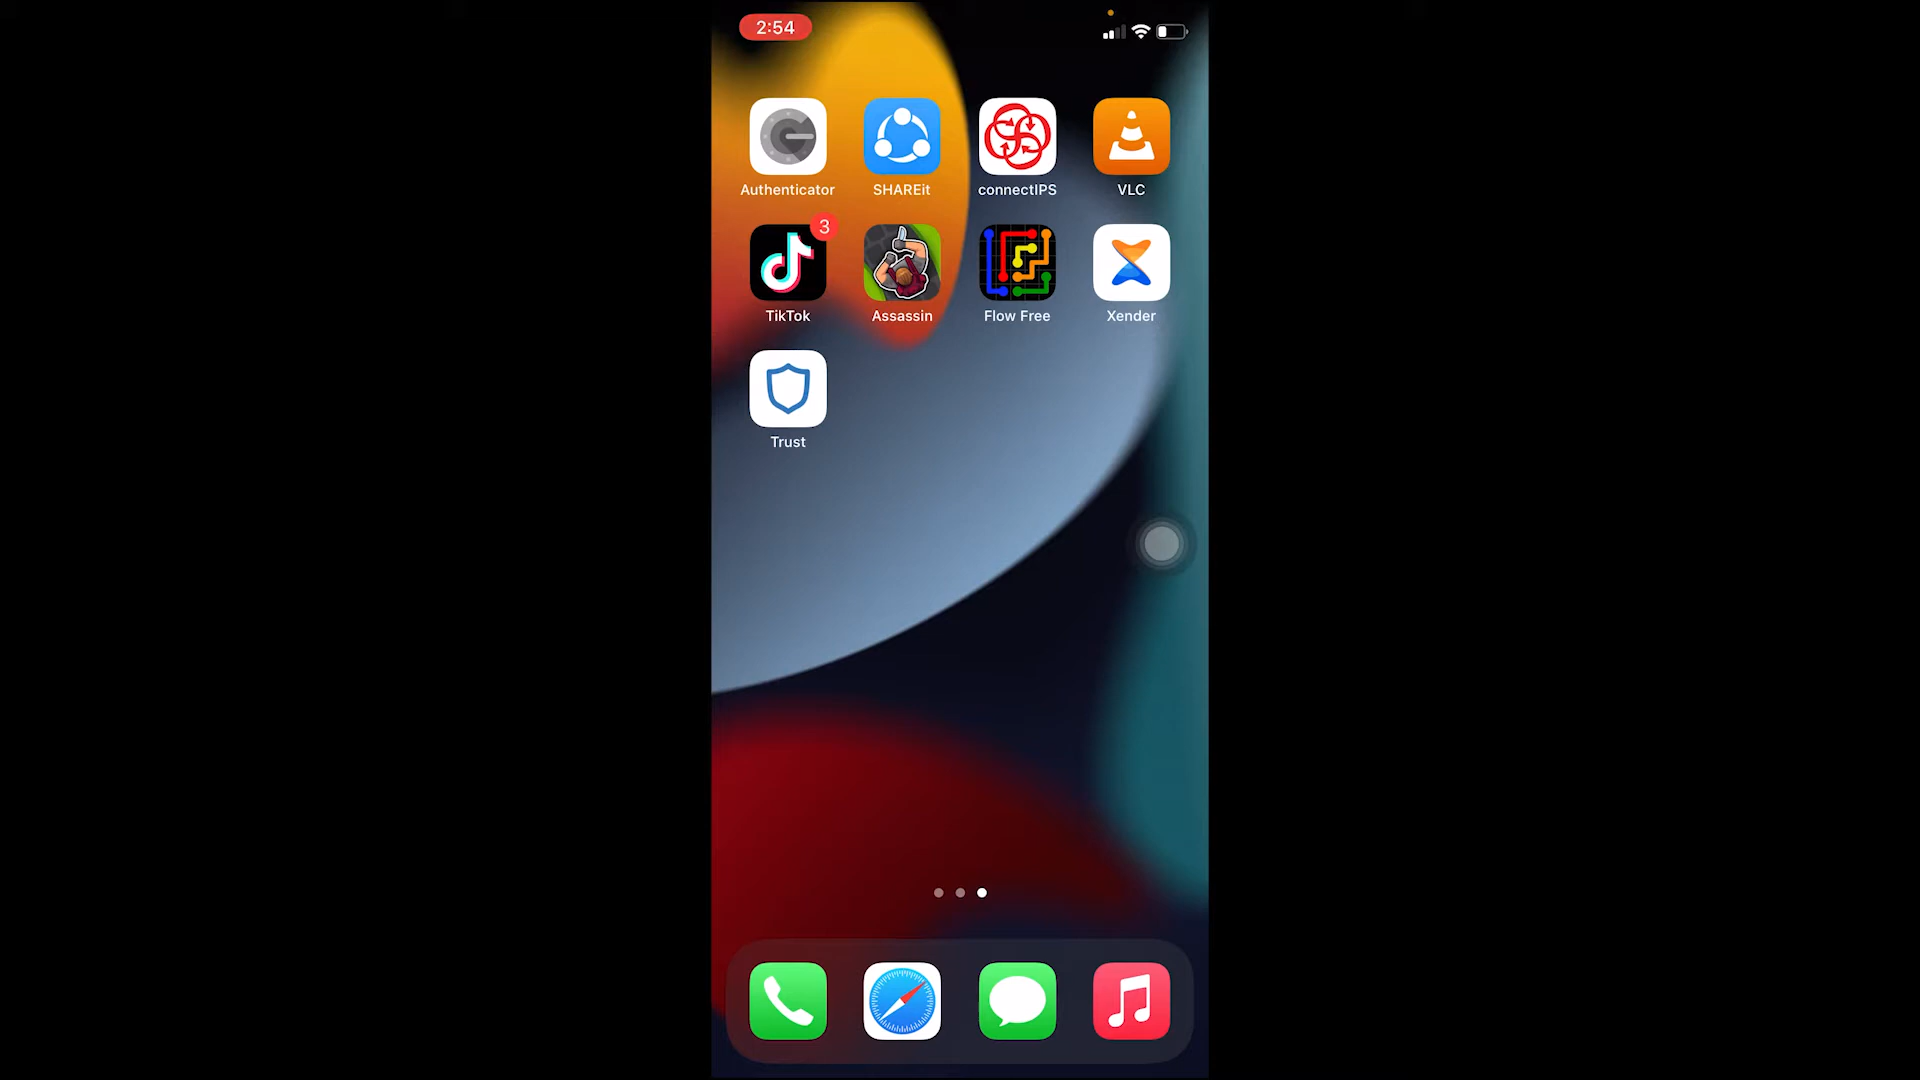 2:54
Authenticator
SHAREit
connectIPS
VLC
3
TikTok
Assassin
Flow Free
Xender
Trust